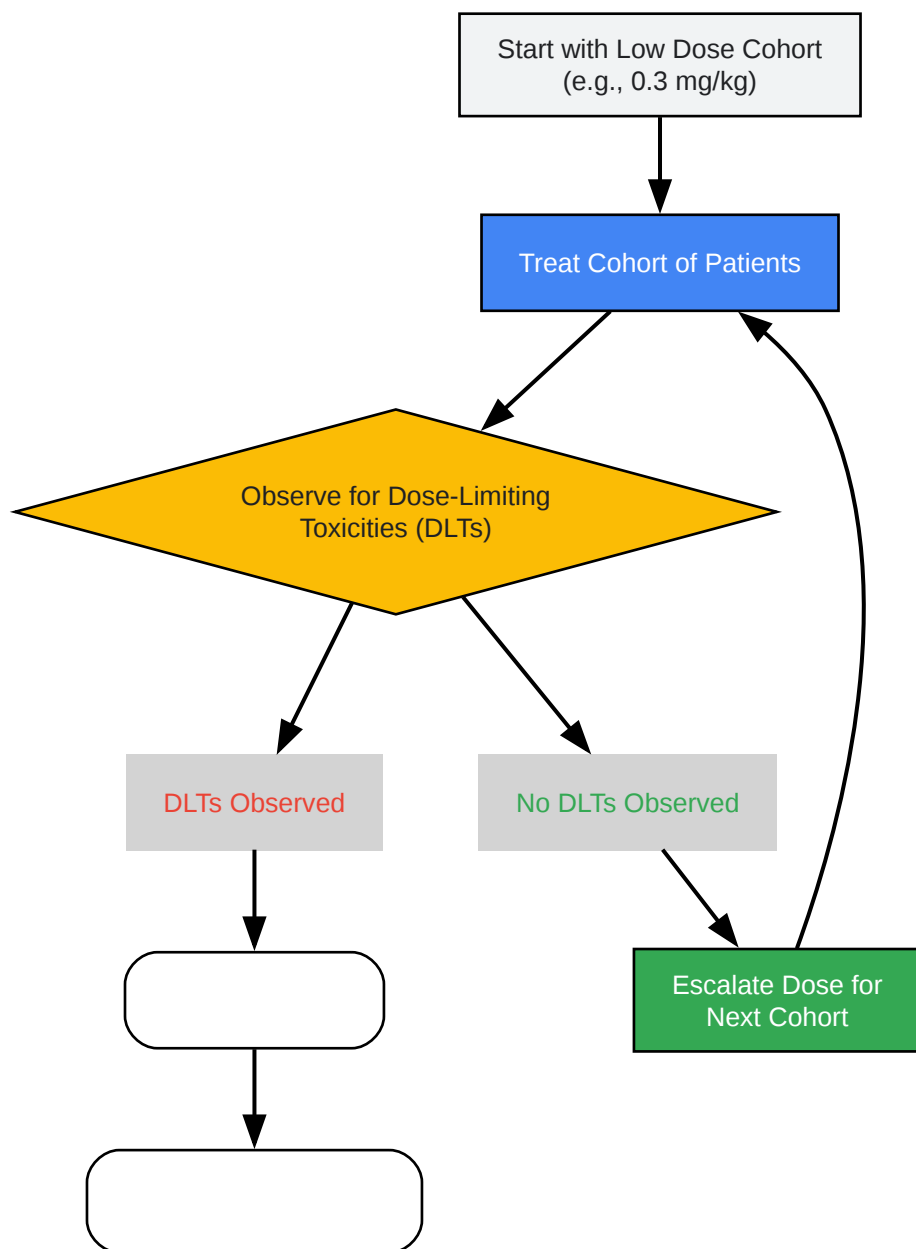 Start with Low Dose Cohort
(e.g., 0.3 mg/kg)
Treat Cohort of Patients
Observe for Dose-Limiting
Toxicities (DLTs)
DLTs Observed
No DLTs Observed
Escalate Dose for
Next Cohort